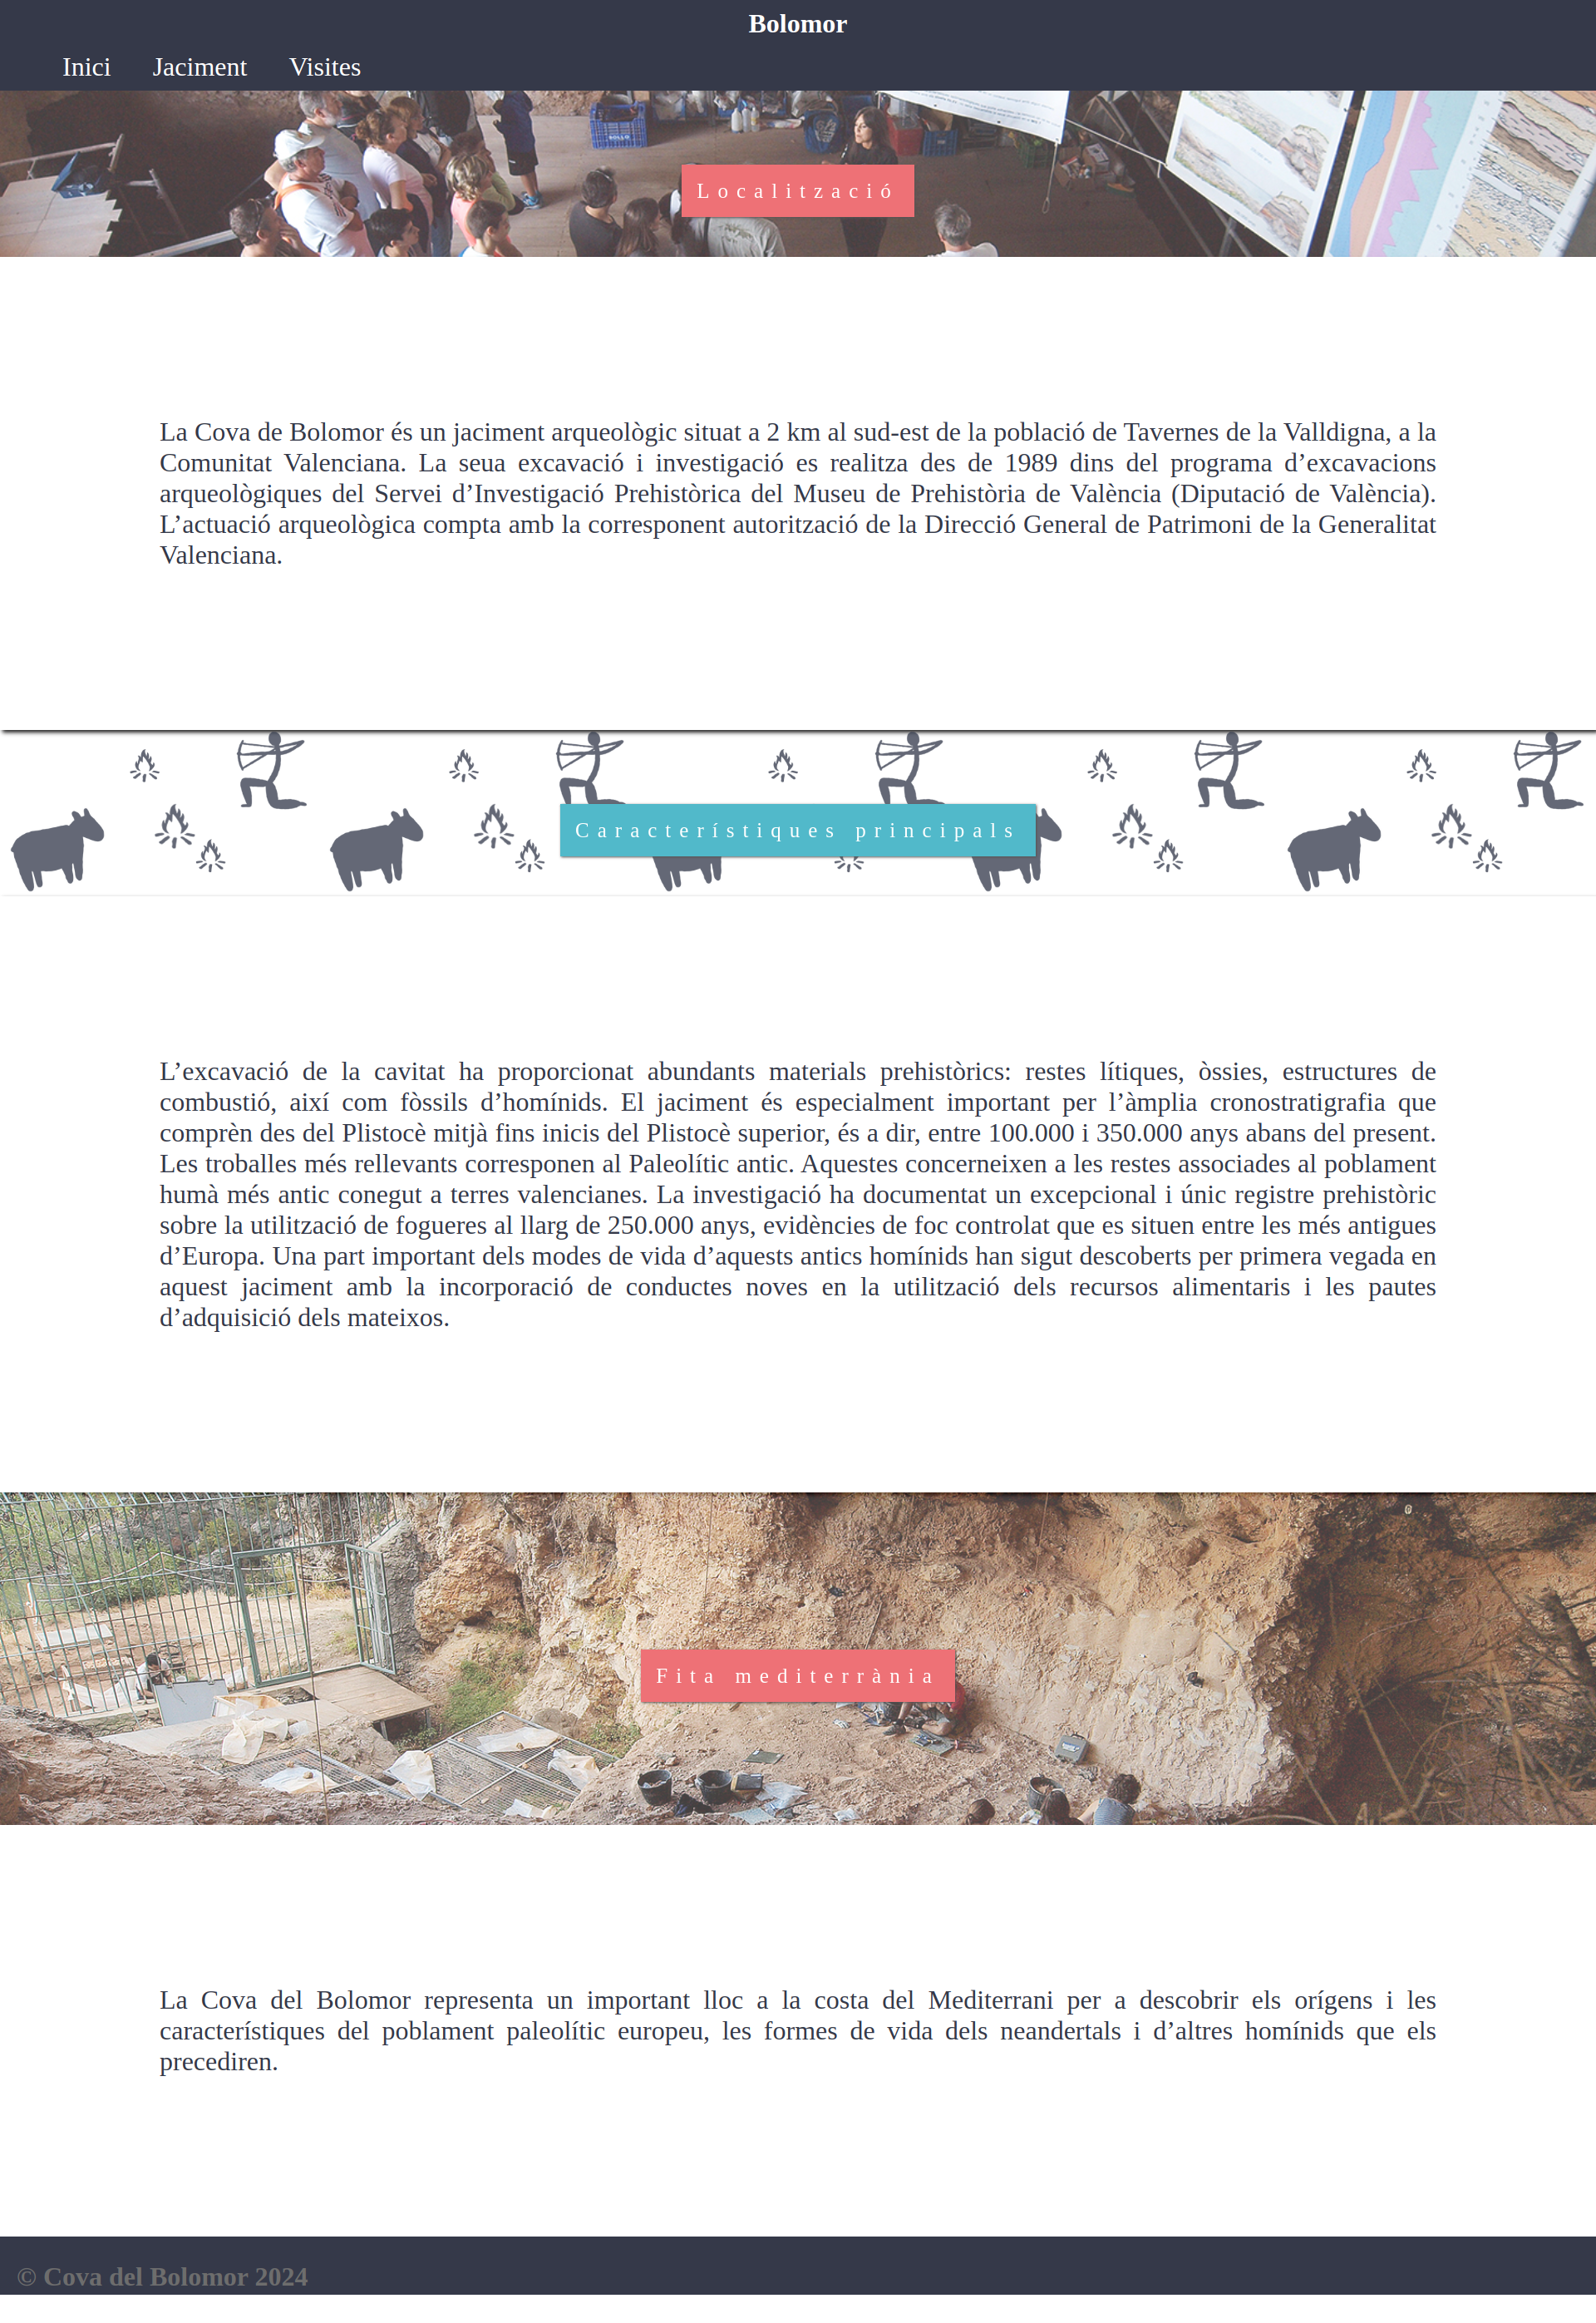 Bolomor
Inici Jaciment Visites
Localització
La Cova de Bolomor és un jaciment arqueològic situat a 2 km al sud-est de la població de Tavernes de la Valldigna, a la
Comunitat Valenciana. La seua excavació i investigació es realitza des de 1989 dins del programa d’excavacions
arqueològiques del Servei d’Investigació Prehistòrica del Museu de Prehistòria de València (Diputació de València).
L’actuació arqueològica compta amb la corresponent autorització de la Direcció General de Patrimoni de la Generalitat
Valenciana.
Característiques principals
L’excavació de la cavitat ha proporcionat abundants materials prehistòrics: restes lítiques, òssies, estructures de
combustió, així com fòssils d’homínids. El jaciment és especialment important per l’àmplia cronostratigrafia que
comprèn des del Plistocè mitjà fins inicis del Plistocè superior, és a dir, entre 100.000 i 350.000 anys abans del present.
Les troballes més rellevants corresponen al Paleolític antic. Aquestes concerneixen a les restes associades al poblament
humà més antic conegut a terres valencianes. La investigació ha documentat un excepcional i únic registre prehistòric
sobre la utilització de fogueres al llarg de 250.000 anys, evidències de foc controlat que es situen entre les més antigues
d’Europa. Una part important dels modes de vida d’aquests antics homínids han sigut descoberts per primera vegada en
aquest jaciment amb la incorporació de conductes noves en la utilització dels recursos alimentaris i les pautes
d’adquisició dels mateixos.
Fita mediterrània
La Cova del Bolomor representa un important lloc a la costa del Mediterrani per a descobrir els orígens i les
característiques del poblament paleolític europeu, les formes de vida dels neandertals i d’altres homínids que els
precediren.
© Cova del Bolomor 2024